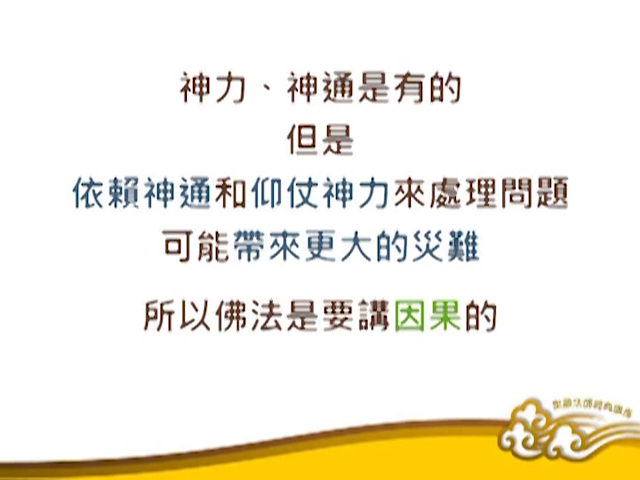 神力、神通是有的
但是
依賴神通和仰仗神力來處理問題
可能帶來更大的災難
所以佛法是要講因果的